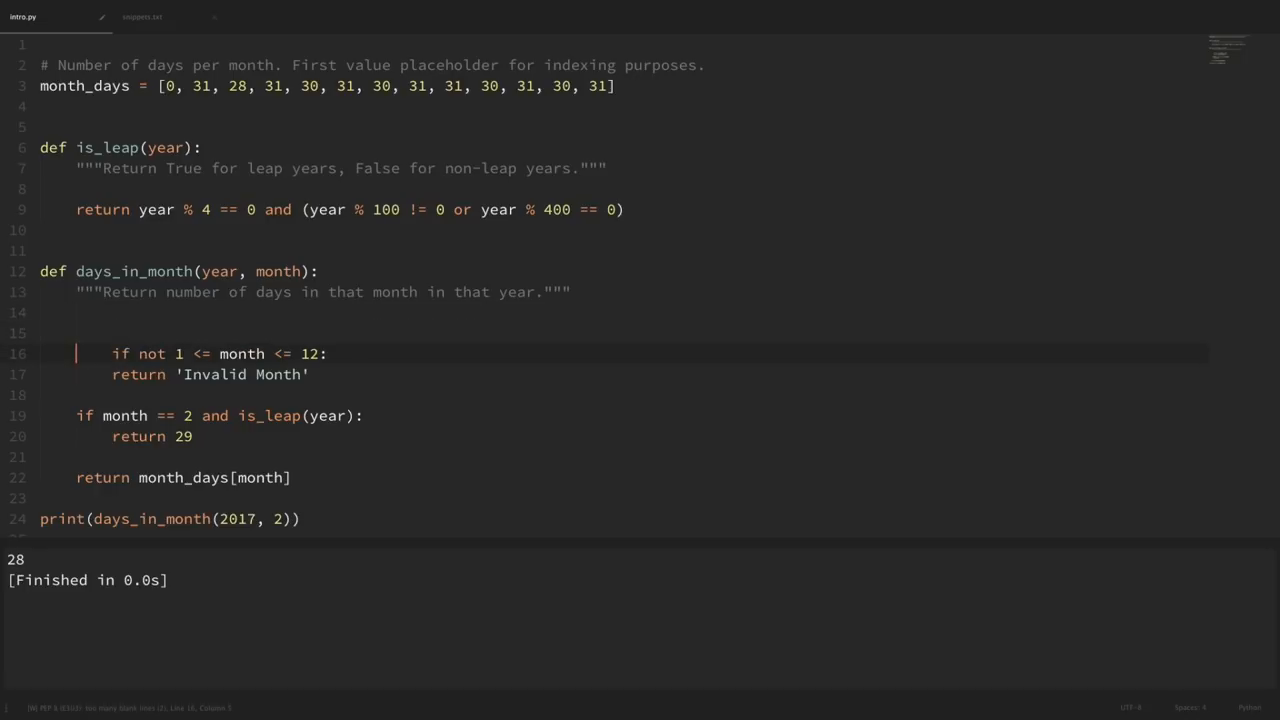 intro.py
snippets.txt
1
2 # Number of days per month. First value placeholder for indexing purposes.
3 month_days = [0, 31, 28, 31, 30, 31, 30, 31, 31, 30, 31, 30, 31]
4
5
6 def is_leap(year):
7     """Return True for leap years, False for non-leap years."""
8
9     return year % 4 == 0 and (year % 100 != 0 or year % 400 == 0)
10
11
12 def days_in_month(year, month):
13     """Return number of days in that month in that year."""
14
15
16         if not 1 <= month <= 12:
17         return 'Invalid Month'
18
19     if month == 2 and is_leap(year):
20         return 29
21
22     return month_days[month]
23
24 print(days_in_month(2017, 2))
28
[Finished in 0.0s]
[W] PEP 8 (E303): too many blank lines (2), Line 16, Column 5
UTF-8
Spaces: 4
Python